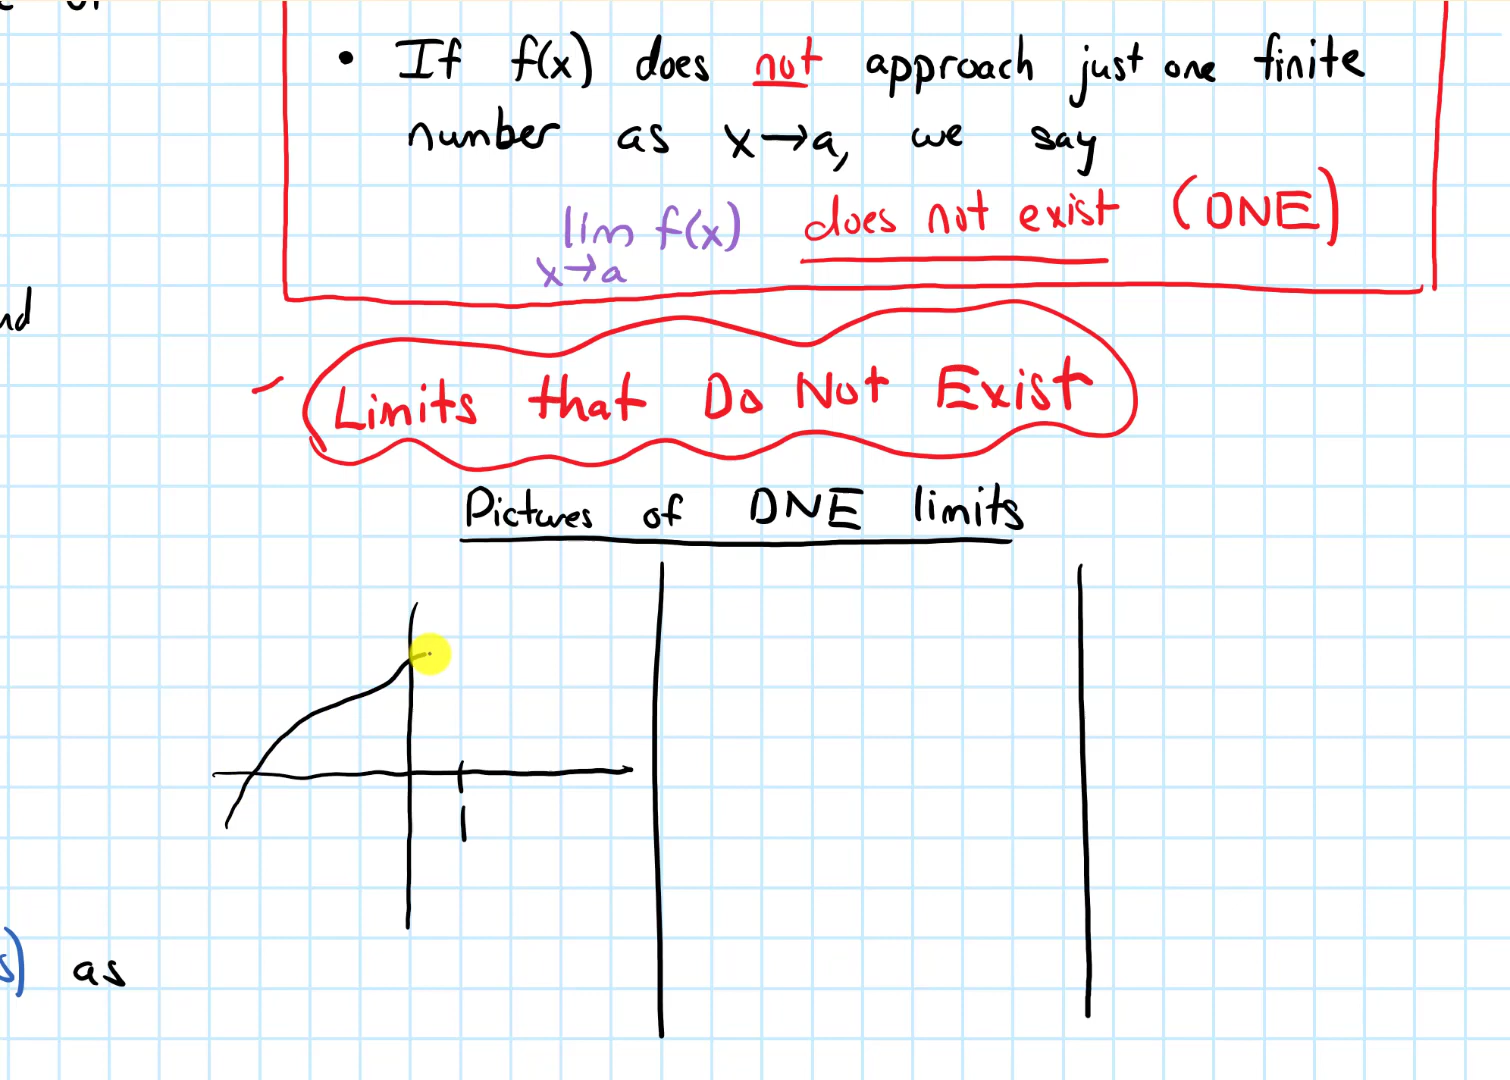 • If f(x) does not approach just one finite
number as x→a, we say
lim f(x) does not exist (DNE)
x→a
nd
Limits that Do Not Exist
Pictures of DNE limits
1
s) as